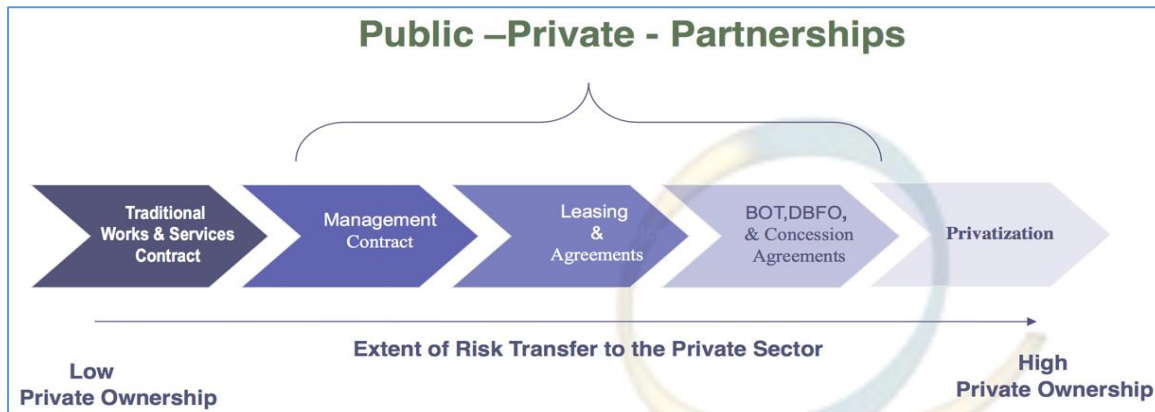 Public –Private - Partnerships
Traditional
Works & Services
Contract
Management
Contract
Leasing
&
Agreements
BOT,DBFO,
& Concession
Agreements
Privatization
Extent of Risk Transfer to the Private Sector
Low
Private Ownership
High
Private Ownership